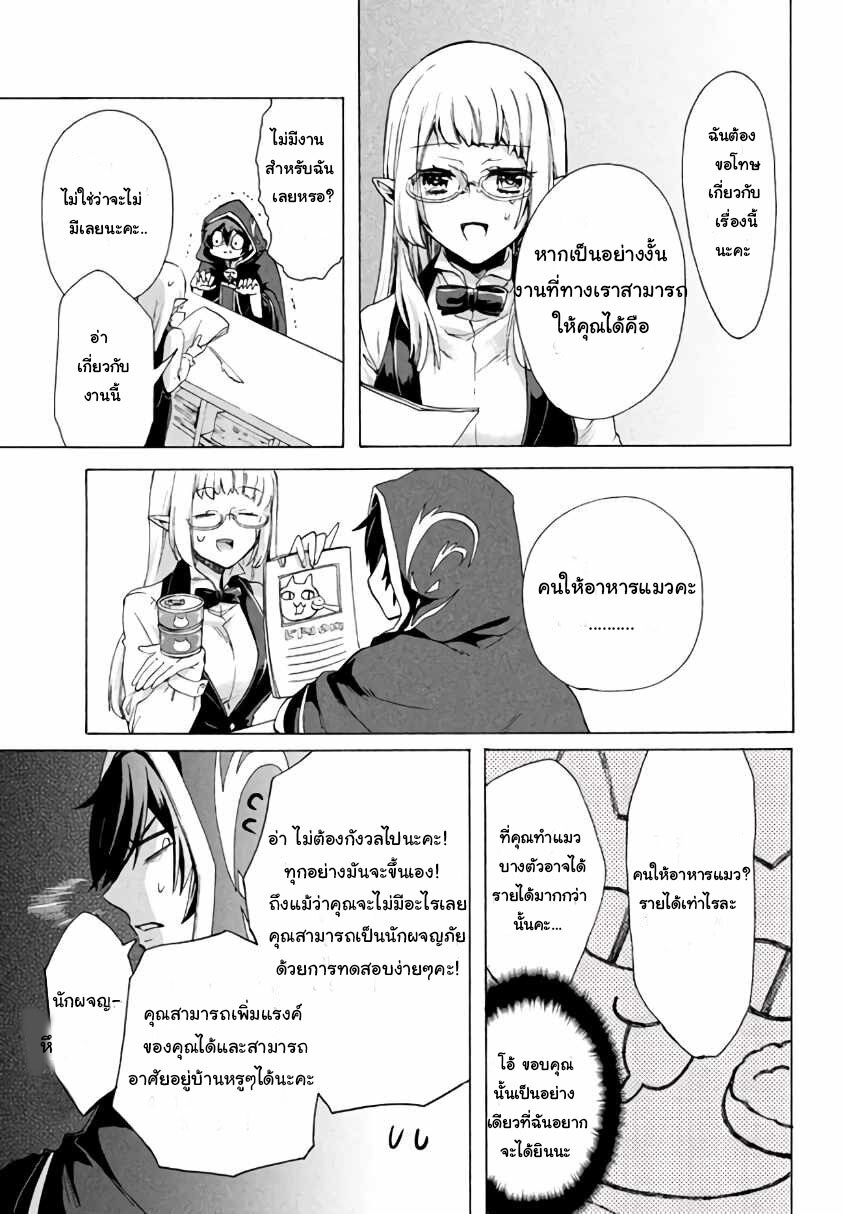 ฉันต้อง
ขอโทษ
เกี่ยวกับ
เรื่องนี้
นะคะ
หากเป็นอย่างงั้น
งานที่ทางเราสามารถ
ให้คุณได้คือ
ไม่มีงาน
สำหรับฉัน
เลยหรอ?
ไม่ใช่ว่าจะไม่
มีเลยนะคะ..
อ่า
เกี่ยวกับ
งานนี้
คนให้อาหารแมวคะ
..........
คนให้อาหารแมว?
รายได้เท่าไรละ
ที่คุณทำแมว
บางตัวอาจได้
รายได้มากกว่า
นั้นคะ...
โอ้ ขอบคุณ
นั้นเป็นอย่าง
เดียวที่ฉันอยาก
จะได้ยินนะ
อ่า ไม่ต้องกังวลไปนะคะ!
ทุกอย่างมันจะขึ้นเอง!
ถึงแม้ว่าคุณจะไม่มีอะไรเลย
คุณสามารถเป็นนักผจญภัย
ด้วยการทดสอบง่ายๆคะ!
คุณสามารถเพิ่มแรงค์
ของคุณได้และสามารถ
อาศัยอยู่บ้านหรูๆได้นะคะ
นักผจญ-
หึ